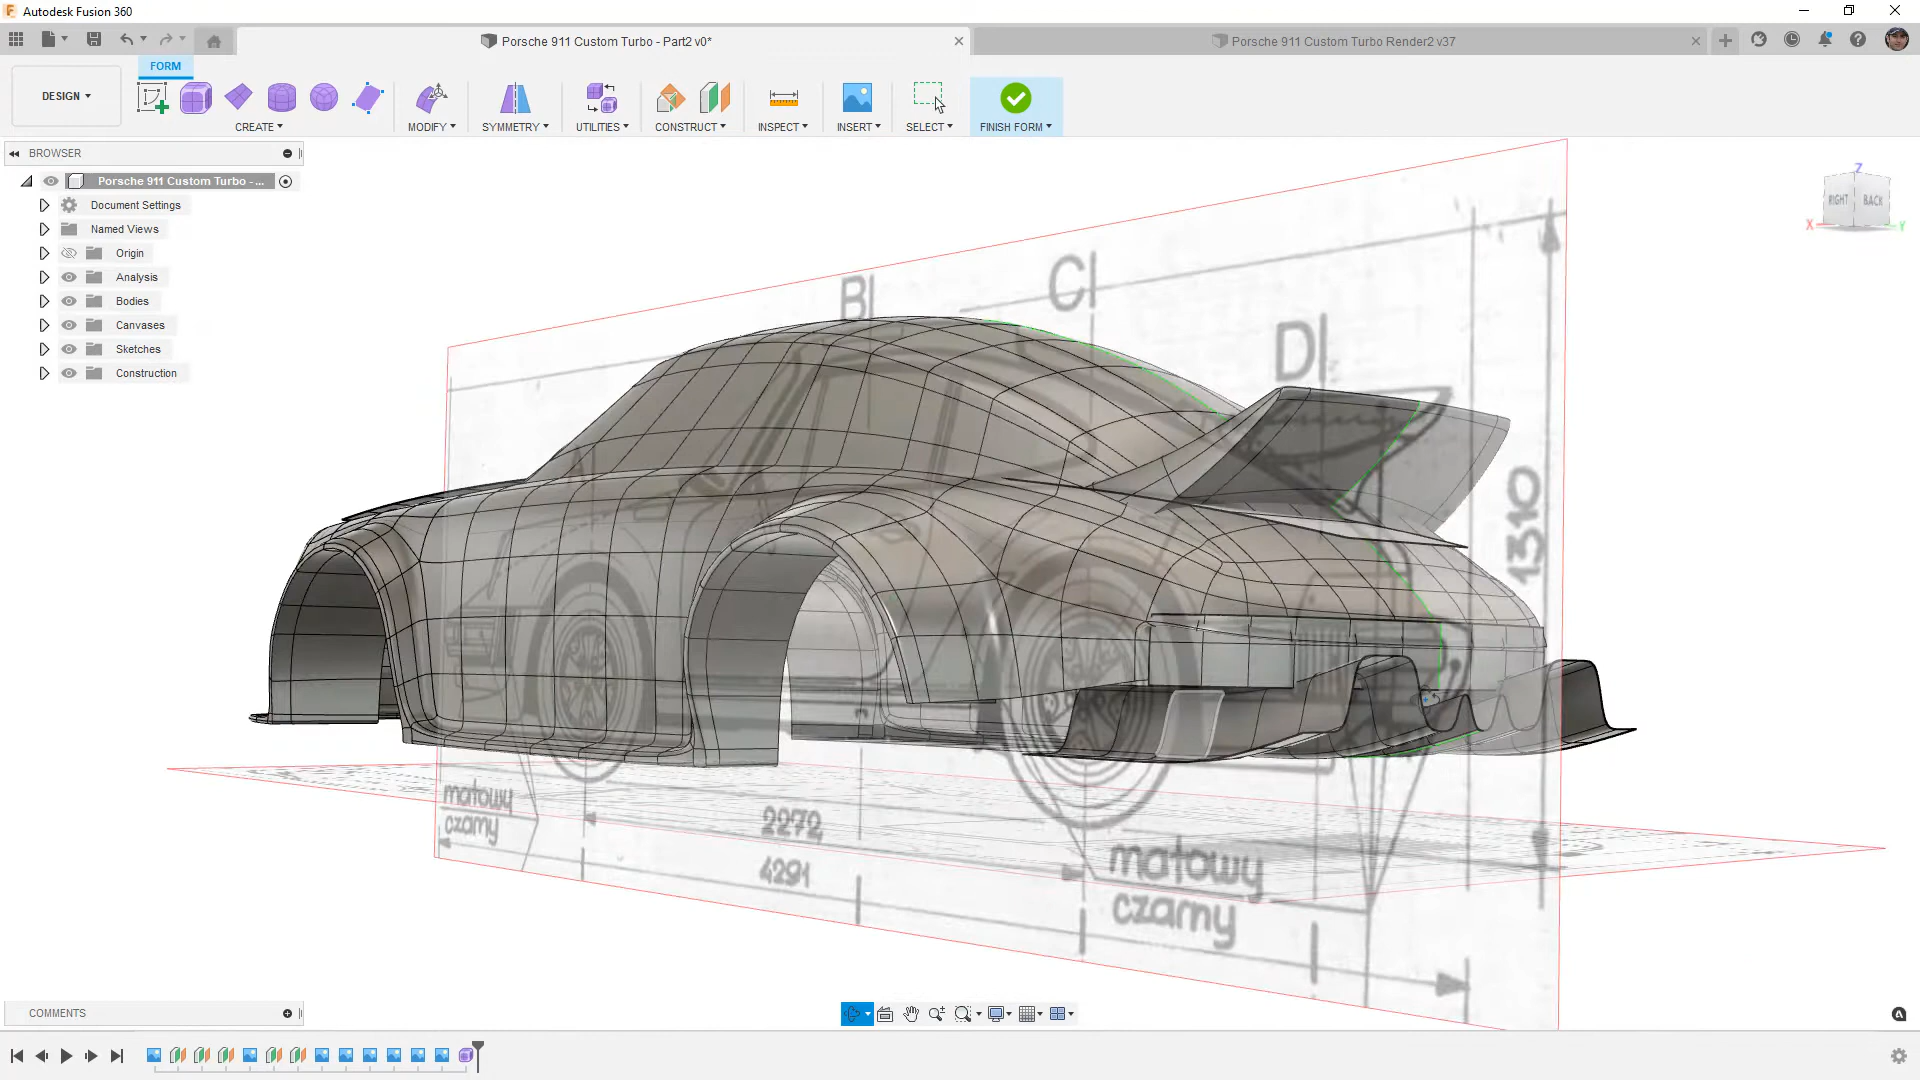 Autodesk Fusion 360
Porsche 911 Custom Turbo - Part2 v0*
Porsche 911 Custom Turbo Render2 v37
FORM
DESIGN
CREATE
MODIFY
SYMMETRY
UTILITIES
CONSTRUCT
INSPECT
INSERT
SELECT
FINISH FORM
BROWSER
Porsche 911 Custom Turbo - ...
Document Settings
Named Views
Origin
Analysis
Bodies
Canvases
Sketches
Construction
Z
RIGHT
BACK
X
Y
B|
C|
D|
1310
matowy
czarny
2272
4291
matowy
czarny
COMMENTS